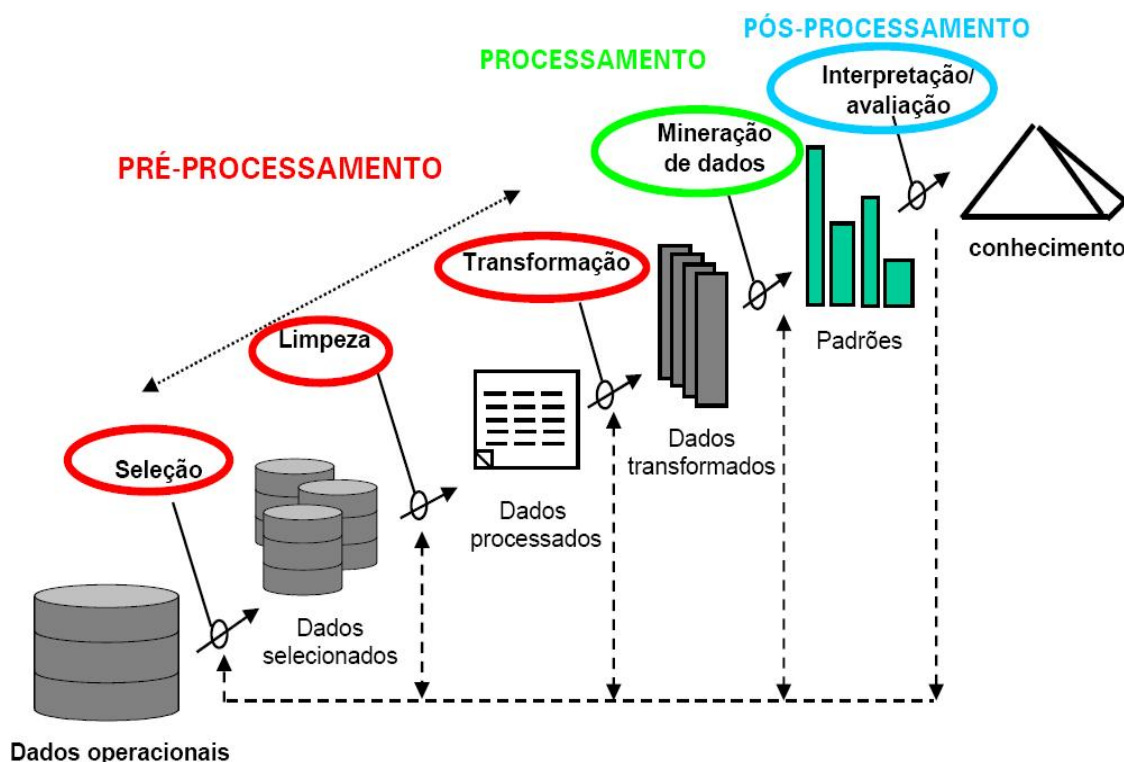 PÓS-PROCESSAMENTO
PROCESSAMENTO
Interpretação/
avaliação
Mineração
de dados
PRÉ-PROCESSAMENTO
Transformação
conhecimento
Limpeza
Padrões
Dados
transformados
Seleção
Dados
processados
Dados
selecionados
Dados operacionais